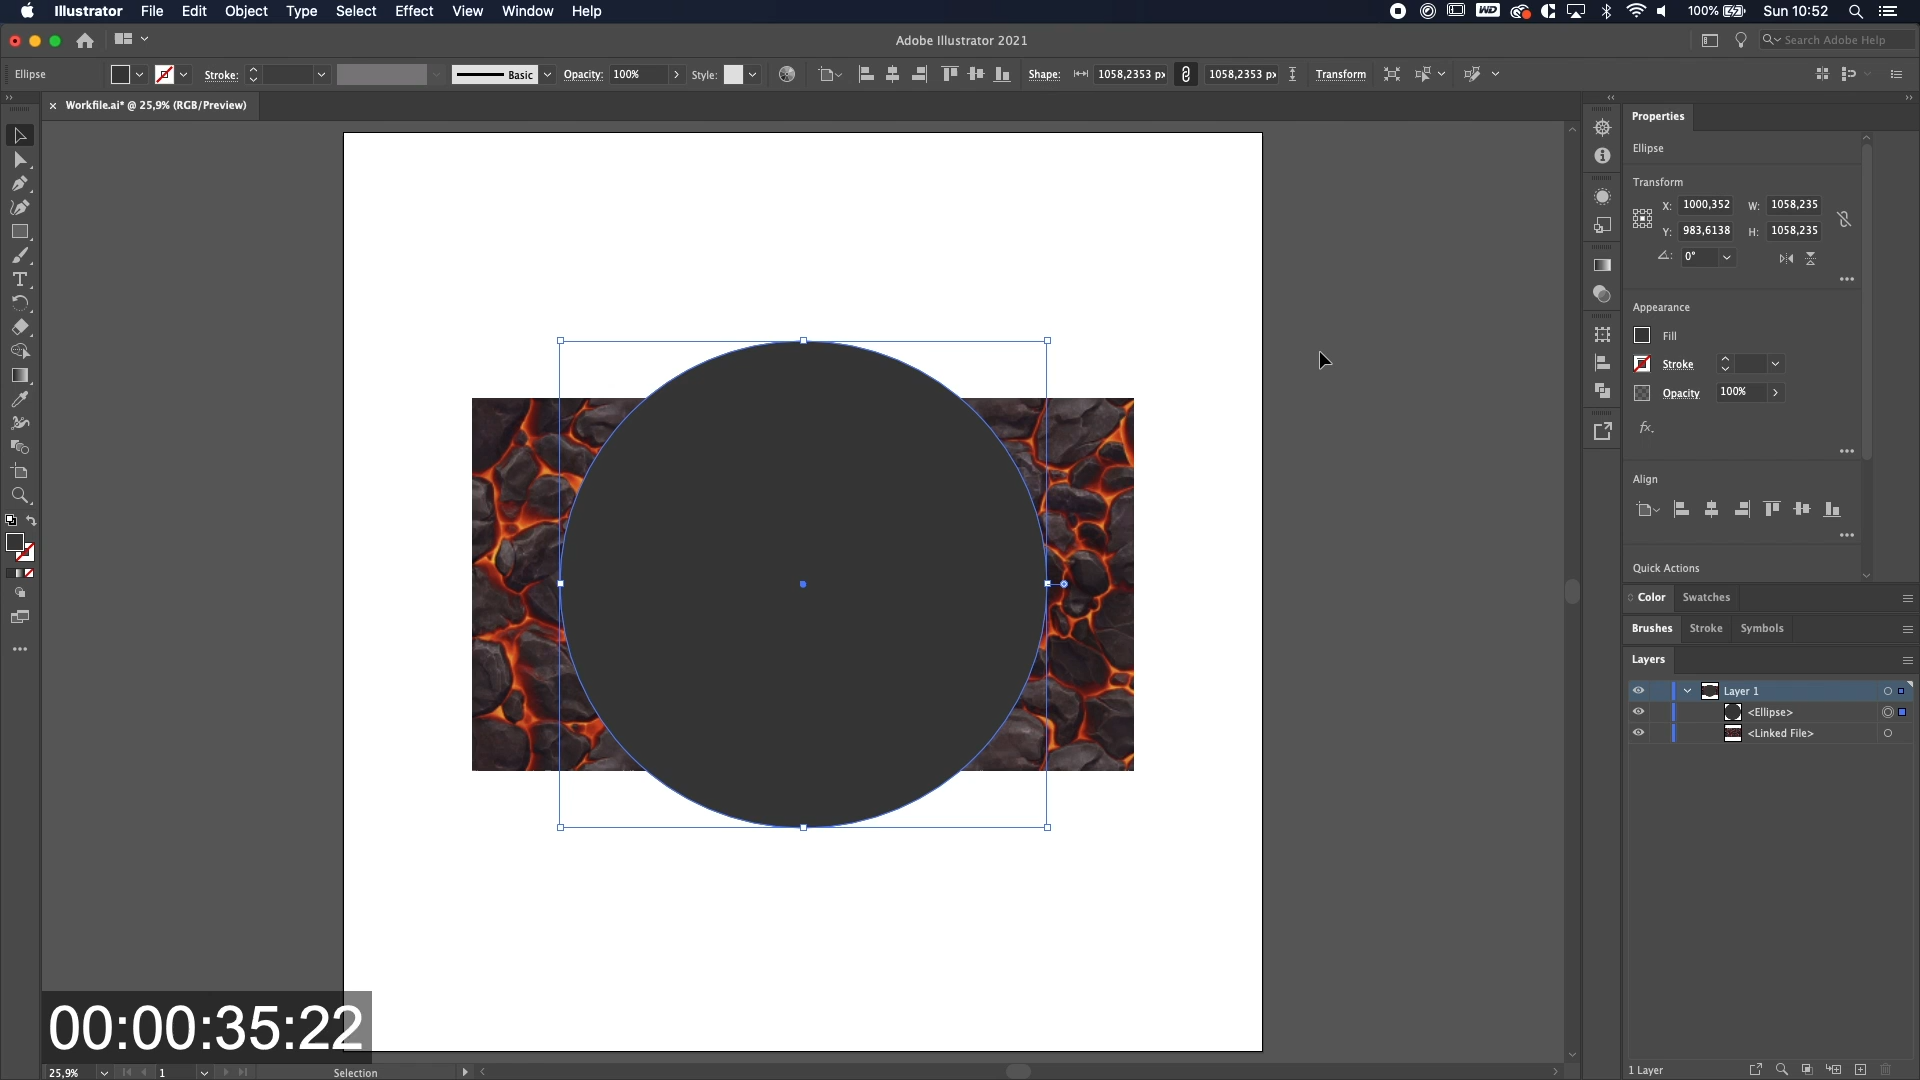 Illustrator File Edit Object Type Select Effect View Window Help
WD 100% Sun 10:52
Adobe Illustrator 2021
Search Adobe Help
Ellipse Stroke: Basic Opacity: 100% Style: Shape: 1058,2353 px 1058,2353 px Transform
× Workfile.ai* @ 25,9% (RGB/Preview)
Properties
Ellipse
Transform
X: 1000,352 W: 1058,235
Y: 983,6138 H: 1058,235
0°
Appearance
Fill
Stroke
Opacity 100%
fx.
Align
Quick Actions
Color Swatches
Brushes Stroke Symbols
Layers
Layer 1
<Ellipse>
<Linked File>
00:00:35:22
25,9% 1 Selection
1 Layer